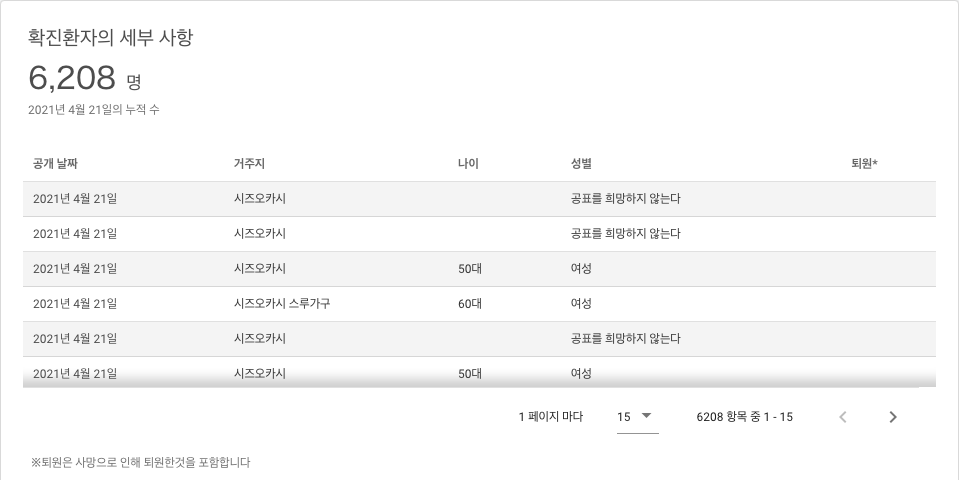 확진환자의 세부 사항
6,208 명
2021년 4월 21일의 누적 수
공개 날짜 거주지 나이 성별 퇴원*
2021년 4월 21일 시즈오카시 공표를 희망하지 않는다
2021년 4월 21일 시즈오카시 공표를 희망하지 않는다
2021년 4월 21일 시즈오카시 50대 여성
2021년 4월 21일 시즈오카시 스루가구 60대 여성
2021년 4월 21일 시즈오카시 공표를 희망하지 않는다
2021년 4월 21일 시즈오카시 50대 여성
1 페이지 마다 15 6208 항목 중 1 - 15
※퇴원은 사망으로 인해 퇴원한것을 포함합니다